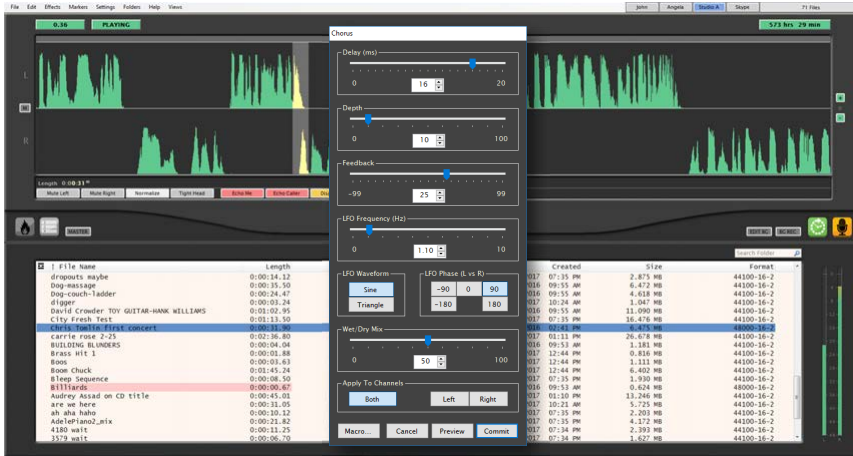 File Edit Effects Markers Settings Folders Help Views John Angela Studio A Skype 71 Files
0.36 PLAYING 573 hrs 29 min
L
R
Length 0:00:31
Mute Left Mute Right Normalize Tight Head Echo Me Echo Caller
MASTER
Search Folder
! File Name Length Created Size Format
dropouts maybe 0:00:14.12 2017 07:35 PM 2.875 MB 44100-16-2
Dog-massage 0:00:35.50 2016 09:55 AM 6.472 MB 44100-16-2
Dog-couch-ladder 0:00:24.47 2016 09:55 AM 4.618 MB 44100-16-2
digger 0:00:03.24 2017 10:24 AM 1.047 MB 44100-16-2
David Crowder TOY GUITAR-HANK WILLIAMS 0:01:02.95 2016 09:55 AM 11.090 MB 44100-16-2
City Fresh Test 0:01:13.50 2017 07:35 PM 16.476 MB 44100-16-2
Chris Tomlin first concert 0:00:31.90 2016 02:41 PM 6.475 MB 48000-16-2
carrie rose 2-25 0:02:36.80 2017 01:11 PM 26.678 MB 44100-16-2
BUILDING BLUNDERS 0:00:04.04 2016 09:53 AM 1.181 MB 44100-16-2
Brass Hit 1 0:00:01.88 2017 12:44 PM 0.816 MB 44100-16-2
Boos 0:00:03.63 2017 12:44 PM 1.111 MB 44100-16-2
Boom Chuck 0:01:45.24 2017 12:44 PM 6.402 MB 44100-16-2
Bleep Sequence 0:00:08.50 2017 07:35 PM 1.930 MB 44100-16-2
Billiards 0:00:00.67 2016 09:53 AM 0.624 MB 48000-16-2
Audrey Assad on CD title 0:00:45.01 2017 01:10 PM 13.246 MB 44100-16-2
are we here 0:00:31.05 2017 10:21 AM 5.725 MB 44100-16-2
ah aha haho 0:00:10.12 2017 07:35 PM 2.203 MB 44100-16-2
AdelePiano2_mix 0:00:21.82 2017 07:35 PM 4.172 MB 44100-16-2
4180 wait 0:00:11.25 2017 07:34 PM 2.393 MB 44100-16-2
3579 wait 0:00:06.70 2017 07:34 PM 1.627 MB 44100-16-2
Chorus
Delay (ms)
0 16 20
Depth
0 10 100
Feedback
-99 25 99
LFO Frequency (Hz)
0 1.10 10
LFO Waveform LFO Phase (L vs R)
Sine -90 0 90
Triangle -180 180
Wet/Dry Mix
0 50 100
Apply To Channels
Both Left Right
Macro... Cancel Preview Commit